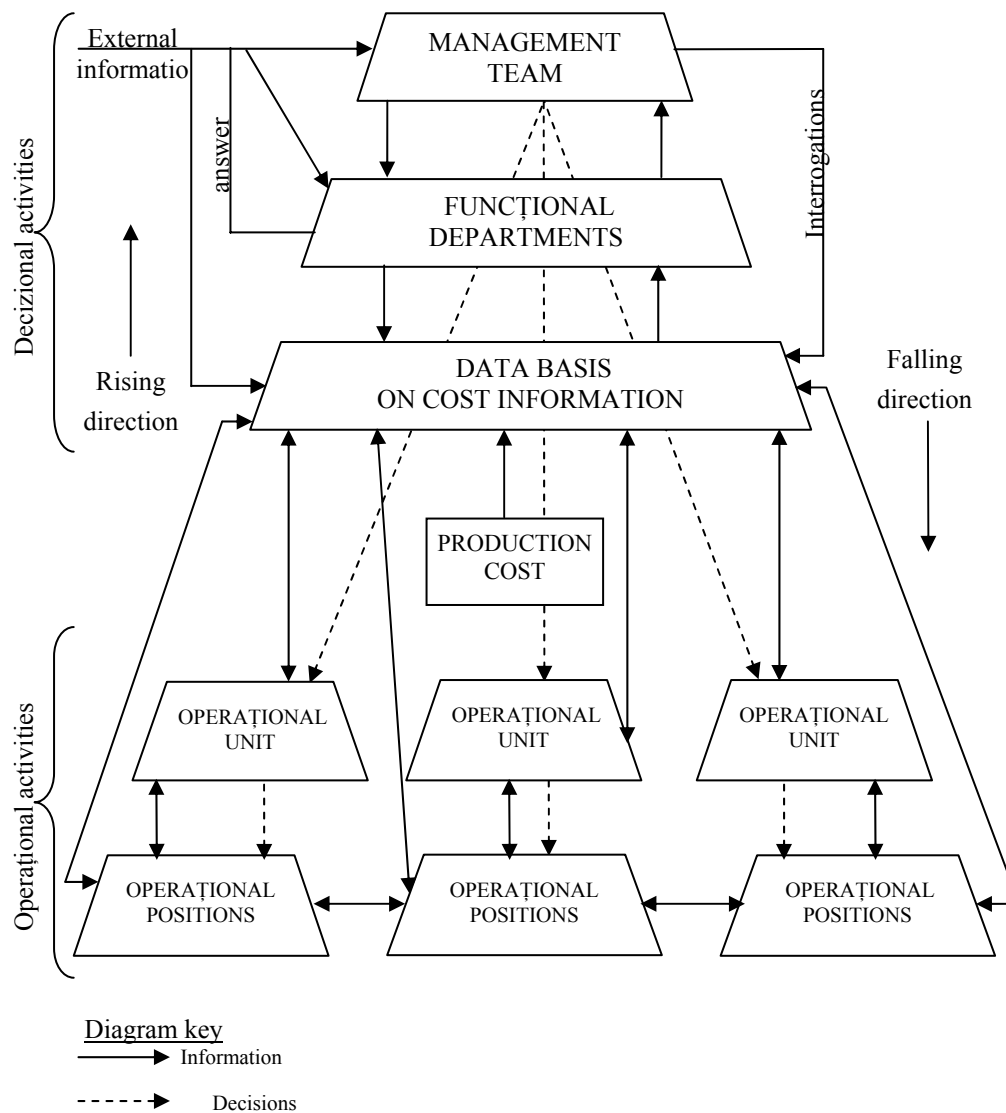 External
informatio
MANAGEMENT
TEAM
answer
Interrogations
Decizional activities
FUNCȚIONAL
DEPARTMENTS
Rising
direction
DATA BASIS
ON COST INFORMATION
Falling
direction
PRODUCTION
COST
Operațional activities
OPERAȚIONAL
UNIT
OPERAȚIONAL
UNIT
OPERAȚIONAL
UNIT
OPERAȚIONAL
POSITIONS
OPERAȚIONAL
POSITIONS
OPERAȚIONAL
POSITIONS
Diagram key
Information
Decisions